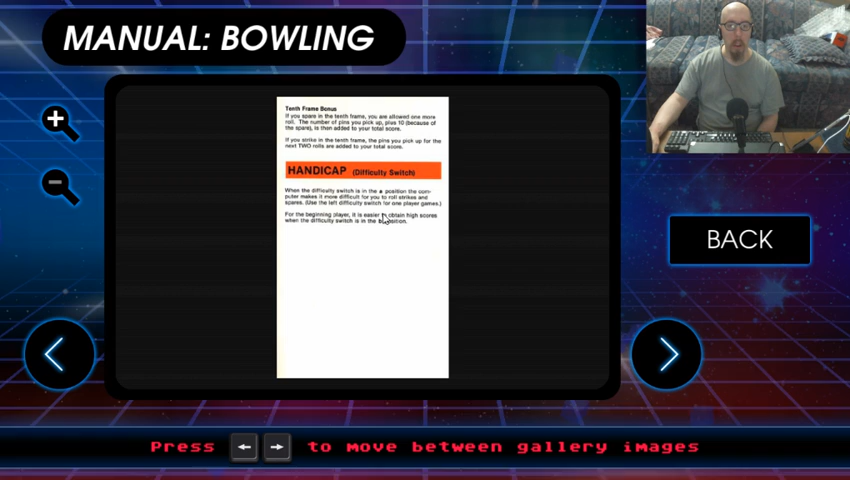 MANUAL: BOWLING
Tenth Frame Bonus
If you spare in the tenth frame, you are allowed one more
roll. The number of pins you pick up, plus 10 (because of
the spare), is then added to your total score.
If you strike in the tenth frame, the pins you pick up for the
next TWO rolls are added to your total score.
HANDICAP (Difficulty Switch)
When the difficulty switch is in the a position the com-
puter makes it more difficult for you to roll strikes and
spares. (Use the left difficulty switch for one player games.)
For the beginning player, it is easier to obtain high scores
when the difficulty switch is in the b position.
BACK
Press ← → to move between gallery images